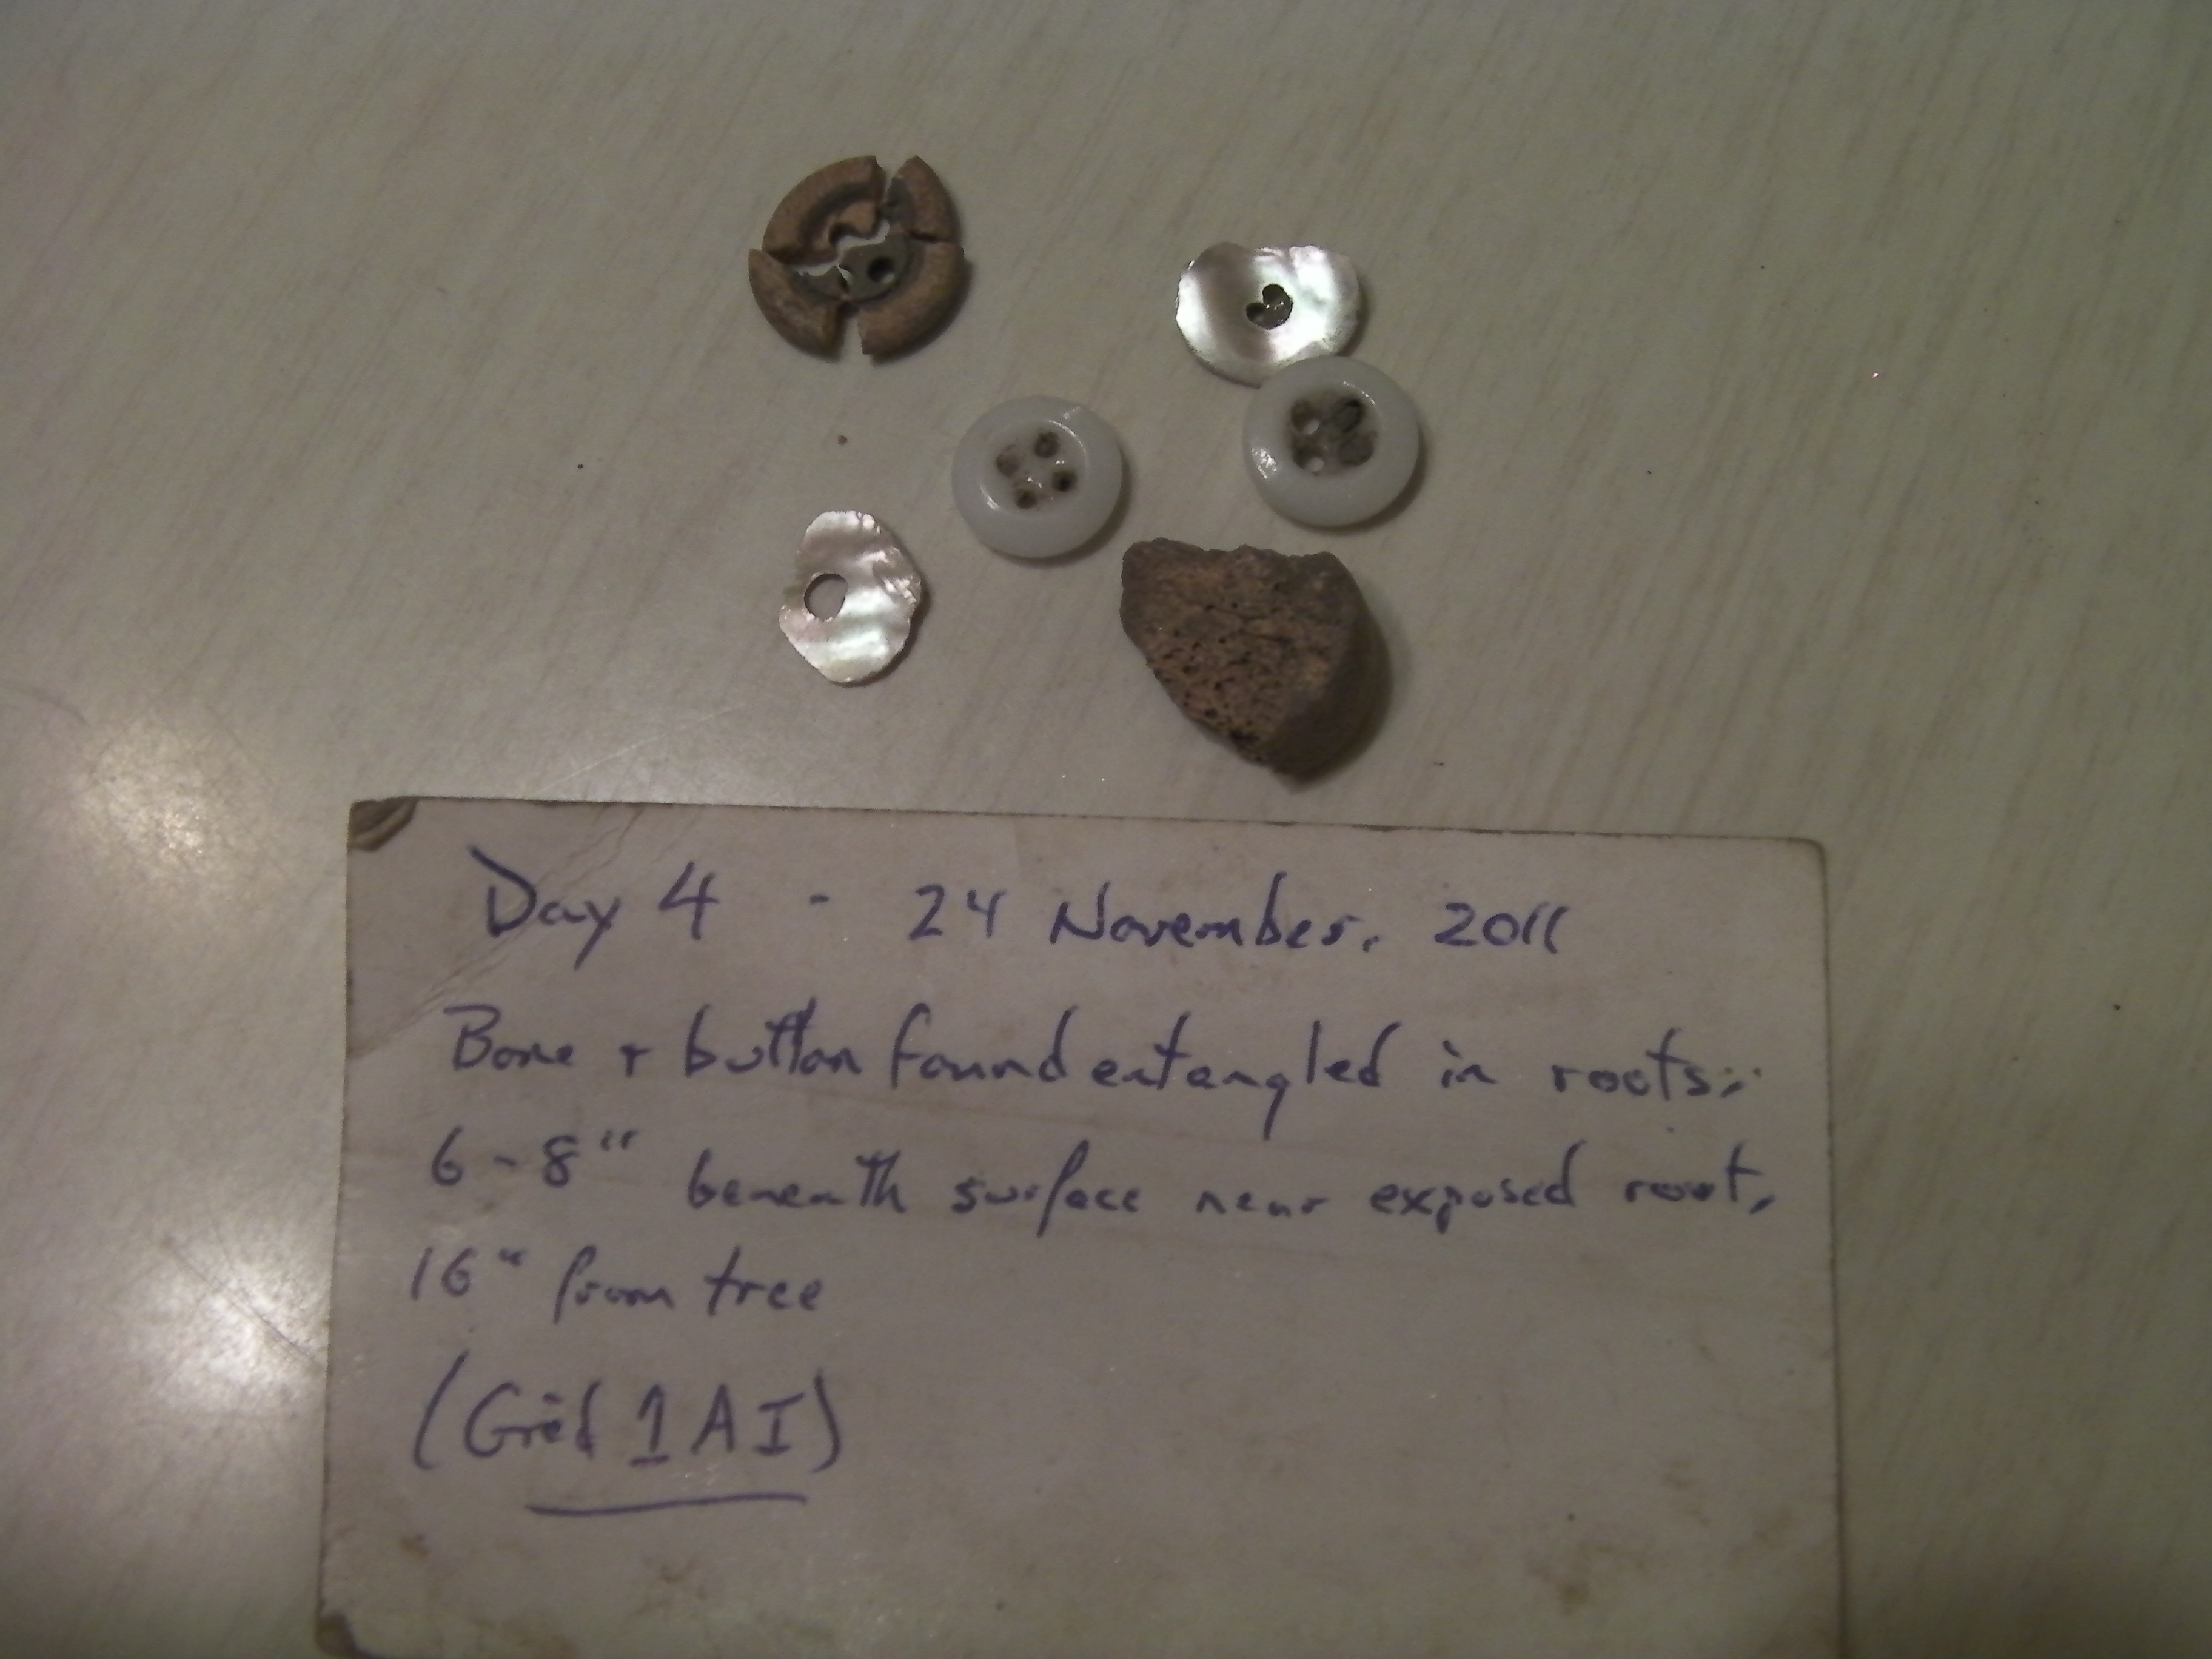 Day 4 - 24 November, 2011
Bone + button found entangled in roots;
6-8" beneath surface near exposed root,
16" from tree
(Grid 1 A I)